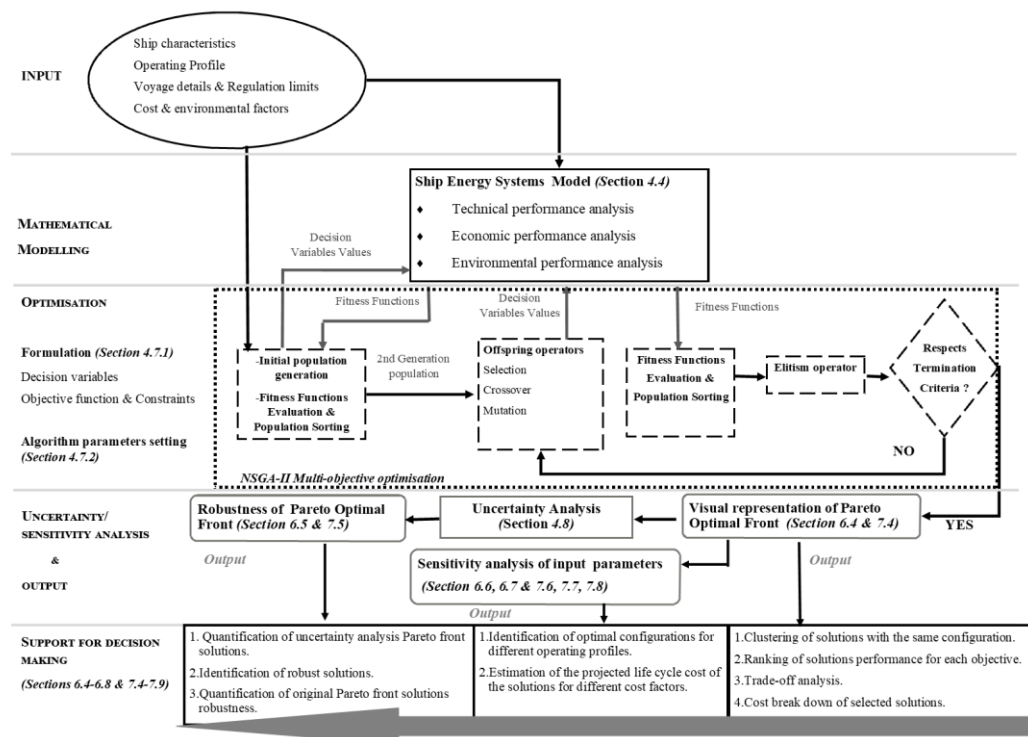 INPUT
Ship characteristics
Operating Profile
Voyage details & Regulation limits
Cost & environmental factors
MATHEMATICAL
MODELLING
Ship Energy Systems Model (Section 4.4)
♦ Technical performance analysis
♦ Economic performance analysis
♦ Environmental performance analysis
Decision
Variables Values
OPTIMISATION
Fitness Functions
Decision
Variables Values
Fitness Functions
Formulation (Section 4.7.1)
Decision variables
Objective function & Constraints
Algorithm parameters setting
(Section 4.7.2)
-Initial population
generation
-Fitness Functions
Evaluation &
Population Sorting
2nd Generation
population
Offspring operators
Selection
Crossover
Mutation
Fitness Functions
Evaluation &
Population Sorting
Elitism operator
Respects
Termination
Criteria ?
NO
NSGA-II Multi-objective optimisation
YES
UNCERTAINTY/
SENSITIVITY ANALYSIS
&
OUTPUT
Robustness of Pareto Optimal
Front (Section 6.5 & 7.5)
Uncertainty Analysis
(Section 4.8)
Visual representation of Pareto
Optimal Front (Section 6.4 & 7.4)
Output
Sensitivity analysis of input parameters
(Section 6.6, 6.7 & 7.6, 7.7, 7.8)
Output
Output
SUPPORT FOR DECISION
MAKING
(Sections 6.4-6.8 & 7.4-7.9)
1. Quantification of uncertainty analysis Pareto front
solutions.
2.Identification of robust solutions.
3.Quantification of original Pareto front solutions
robustness.
1.Identification of optimal configurations for
different operating profiles.
2.Estimation of the projected life cycle cost of
the solutions for different cost factors.
1.Clustering of solutions with the same configuration.
2.Ranking of solutions performance for each objective.
3.Trade-off analysis.
4.Cost break down of selected solutions.